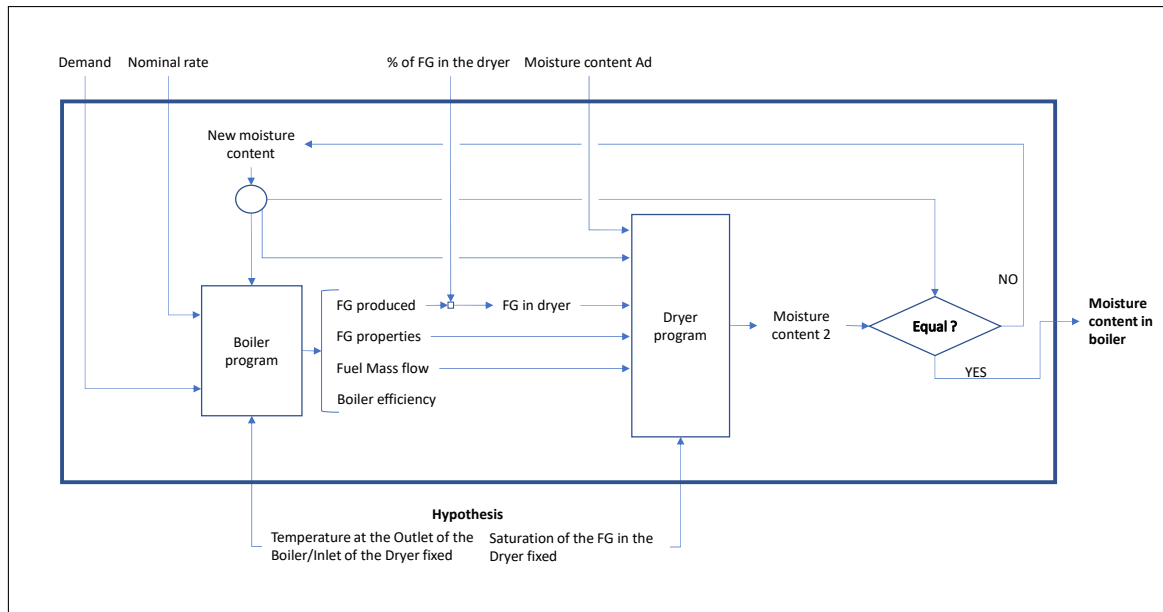 Demand
Nominal rate
% of FG in the dryer
Moisture content Ad
New moisture
content
NO
FG produced
FG in dryer
Boiler
program
FG properties
Dryer
program
Moisture
content 2
Equal ?
Moisture
content in
boiler
Fuel Mass flow
YES
Boiler efficiency
Hypothesis
Temperature at the Outlet of the
Boiler/Inlet of the Dryer fixed
Saturation of the FG in the
Dryer fixed